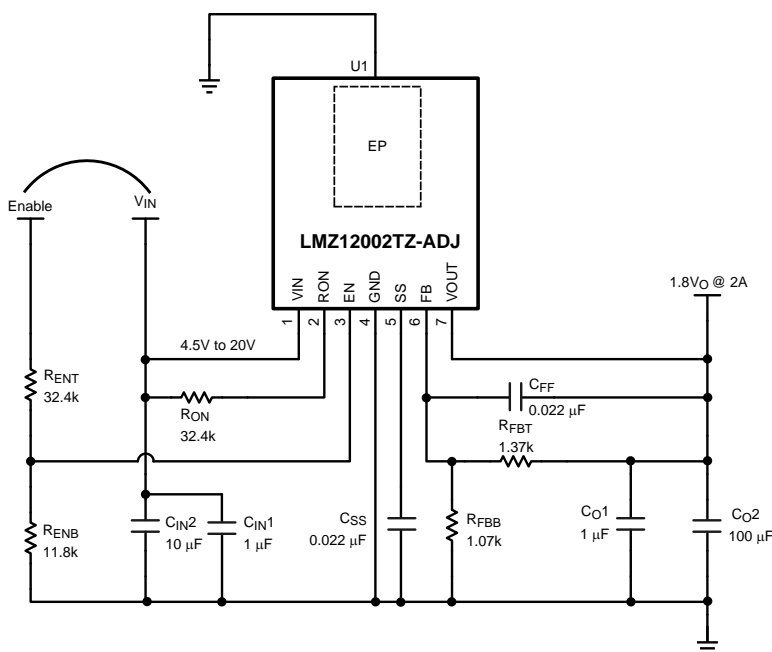 U1
EP
Enable
VIN
LMZ12002TZ-ADJ
VIN
RON
EN
GND
SS
FB
VOUT
1
2
3
4
5
6
7
1.8VO @ 2A
4.5V to 20V
RENT
32.4k
RON
32.4k
CFF
0.022 µF
RFBT
1.37k
RENB
11.8k
CIN2
10 µF
CIN1
1 µF
CSS
0.022 µF
RFBB
1.07k
CO1
1 µF
CO2
100 µF